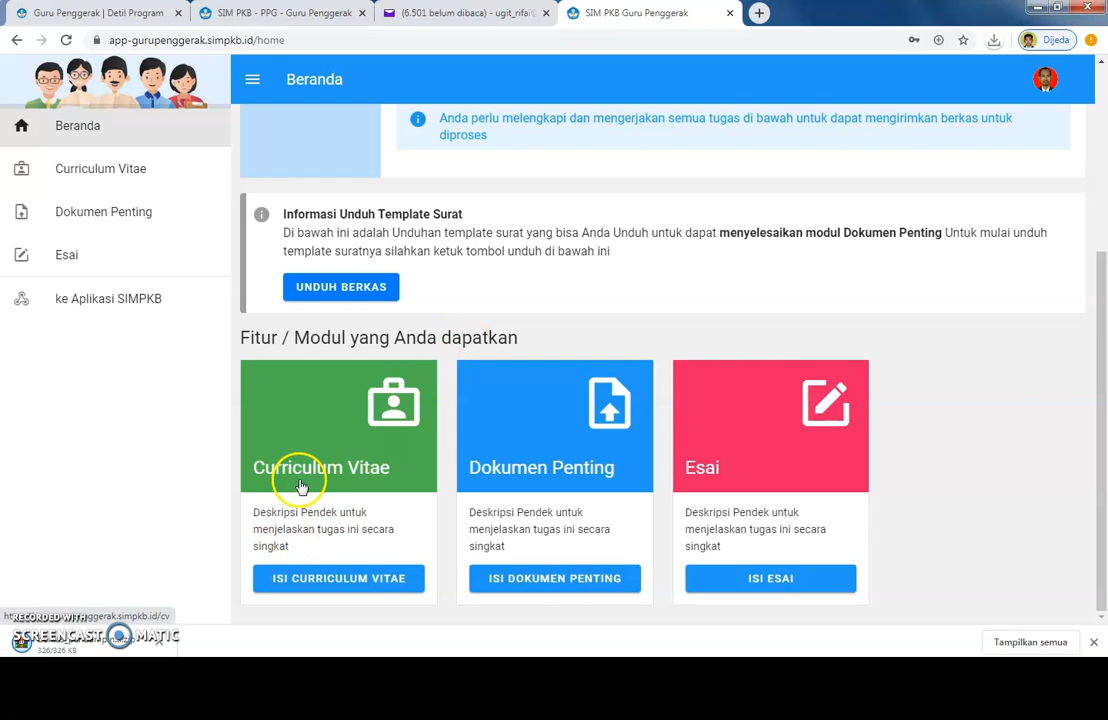 Guru Penggerak | Detil Program
SIM PKB - PPG - Guru Penggerak
(6.501 belum dibaca) - ugit_rifai@
SIM PKB Guru Penggerak
app-gurupenggerak.simpkb.id/home
Dijeda
Beranda
Beranda
Curriculum Vitae
Dokumen Penting
Esai
ke Aplikasi SIMPKB
Anda perlu melengkapi dan mengerjakan semua tugas di bawah untuk dapat mengirimkan berkas untuk
diproses
Informasi Unduh Template Surat
Di bawah ini adalah Unduhan template surat yang bisa Anda Unduh untuk dapat menyelesaikan modul Dokumen Penting Untuk mulai unduh
template suratnya silahkan ketuk tombol unduh di bawah ini
UNDUH BERKAS
Fitur / Modul yang Anda dapatkan
Curriculum Vitae
Deskripsi Pendek untuk
menjelaskan tugas ini secara
singkat
ISI CURRICULUM VITAE
Dokumen Penting
Deskripsi Pendek untuk
menjelaskan tugas ini secara
singkat
ISI DOKUMEN PENTING
Esai
Deskripsi Pendek untuk
menjelaskan tugas ini secara
singkat
ISI ESAI
RECORDED WITH
SCREENCAST MATIC
326/326 KB
Tampilkan semua